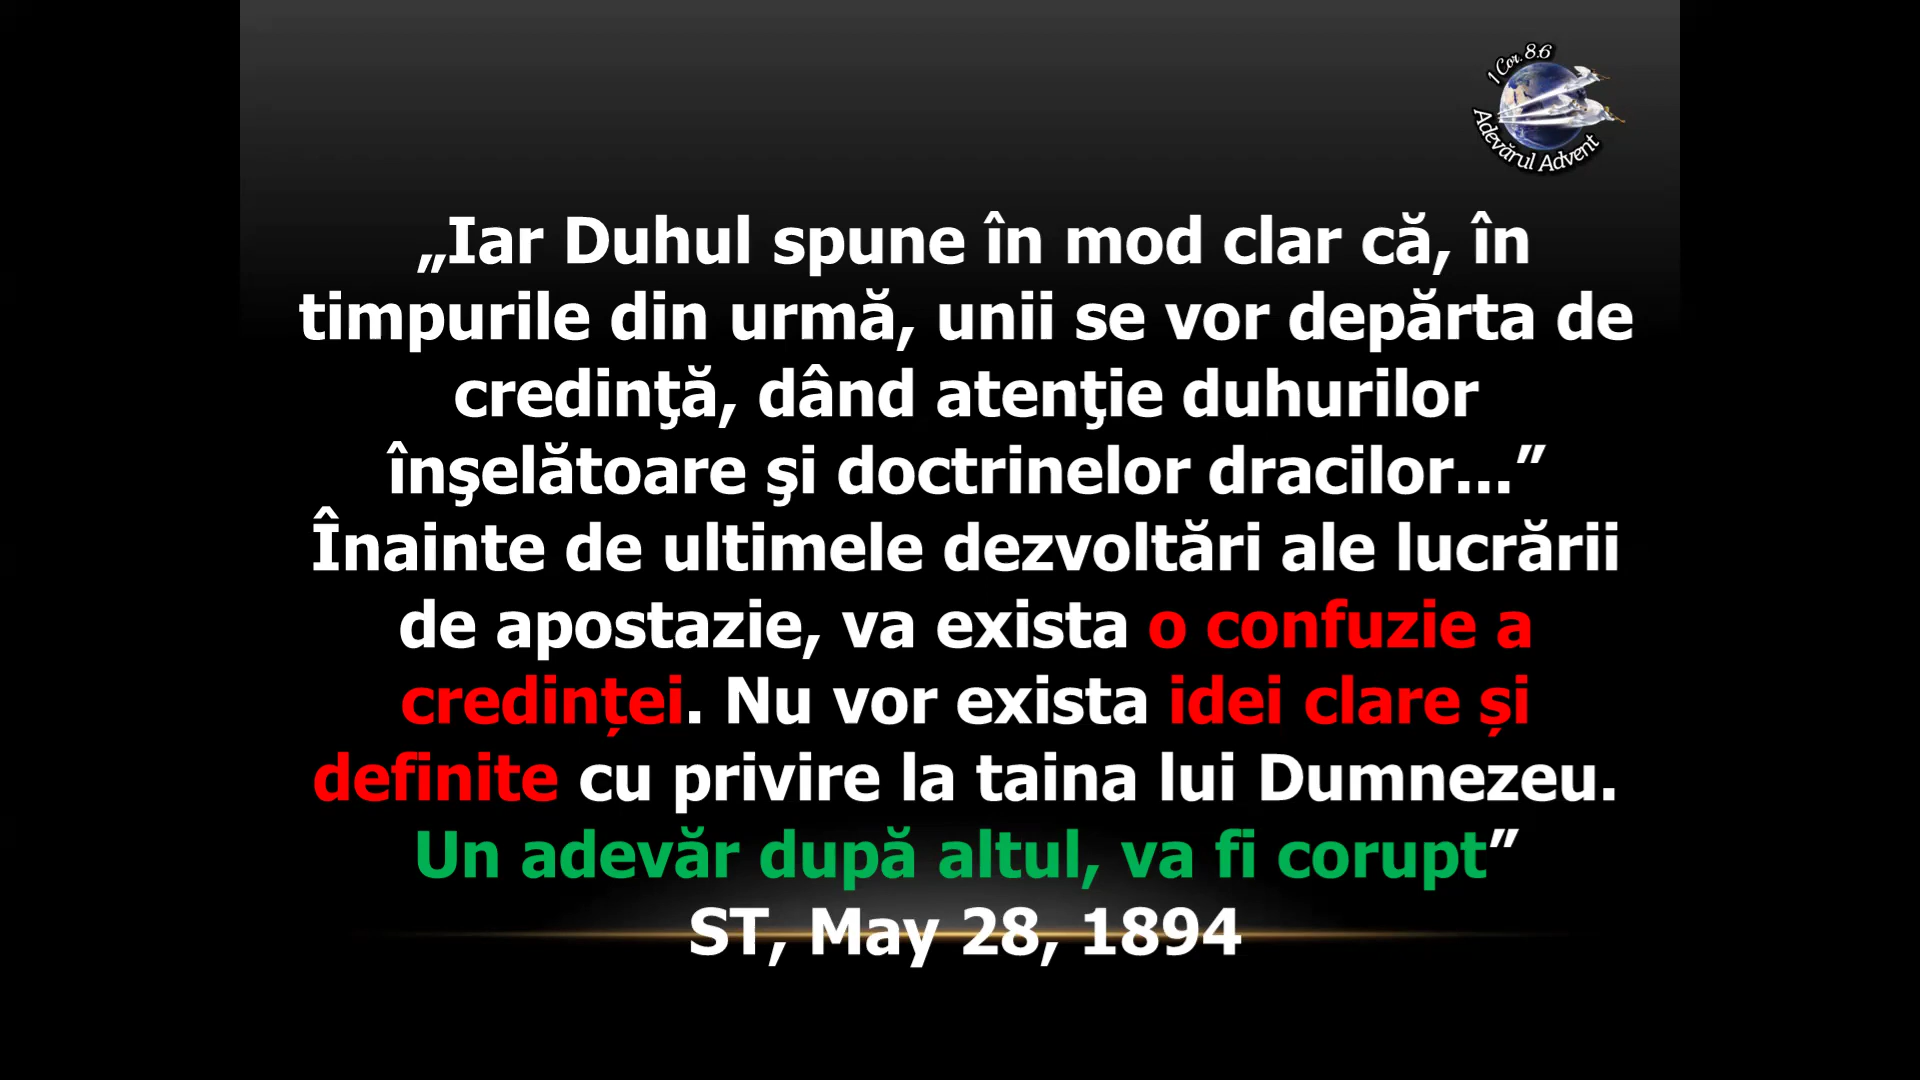 1 Cor. 8:6
Adevărul Advent
„Iar Duhul spune în mod clar că, în
timpurile din urmă, unii se vor depărta de
credinţă, dând atenţie duhurilor
înşelătoare şi doctrinelor dracilor...”
Înainte de ultimele dezvoltări ale lucrării
de apostazie, va exista o confuzie a
credinței. Nu vor exista idei clare și
definite cu privire la taina lui Dumnezeu.
Un adevăr după altul, va fi corupt”
ST, May 28, 1894